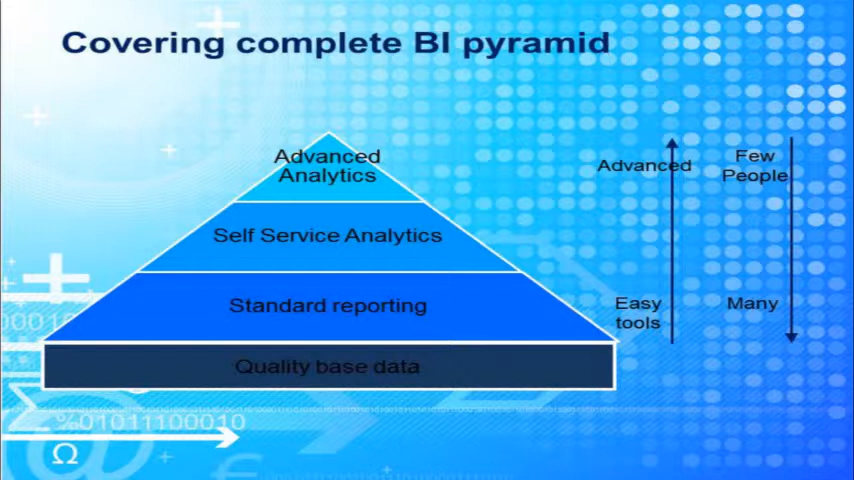 Covering complete BI pyramid
Advanced
Analytics
Self Service Analytics
Standard reporting
Quality base data
Advanced
Few
People
Easy
tools
Many
00010
%01011100010
Ω
@
€